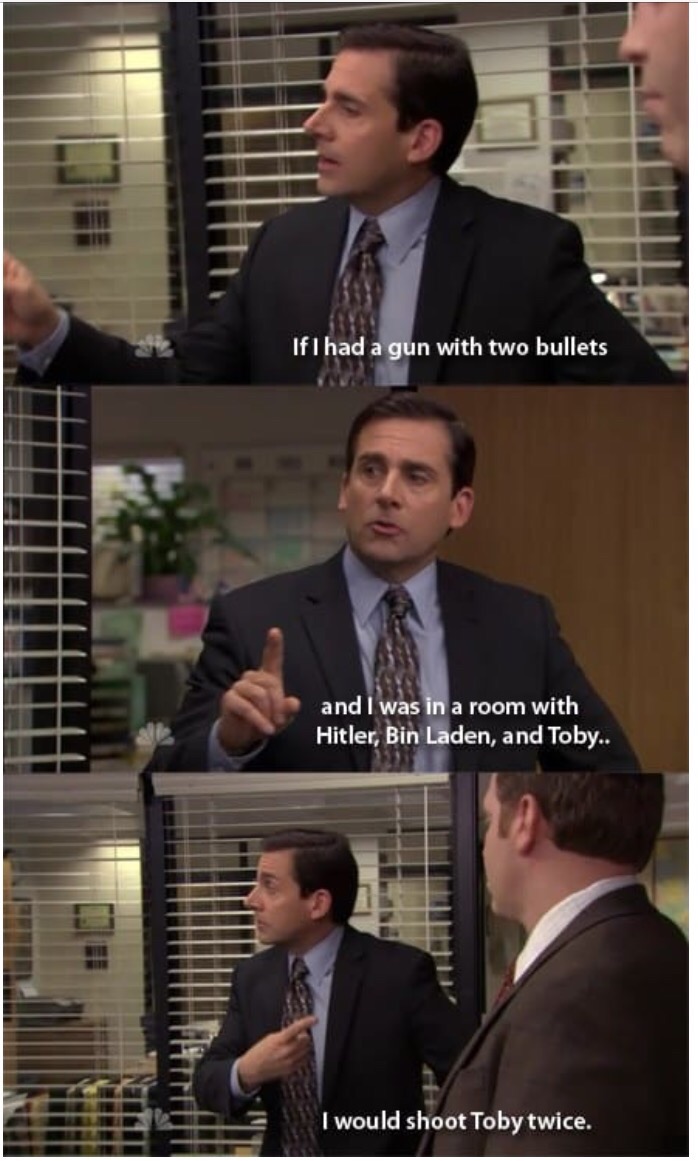 If I had a gun with two bullets
and I was in a room with
Hitler, Bin Laden, and Toby..
I would shoot Toby twice.